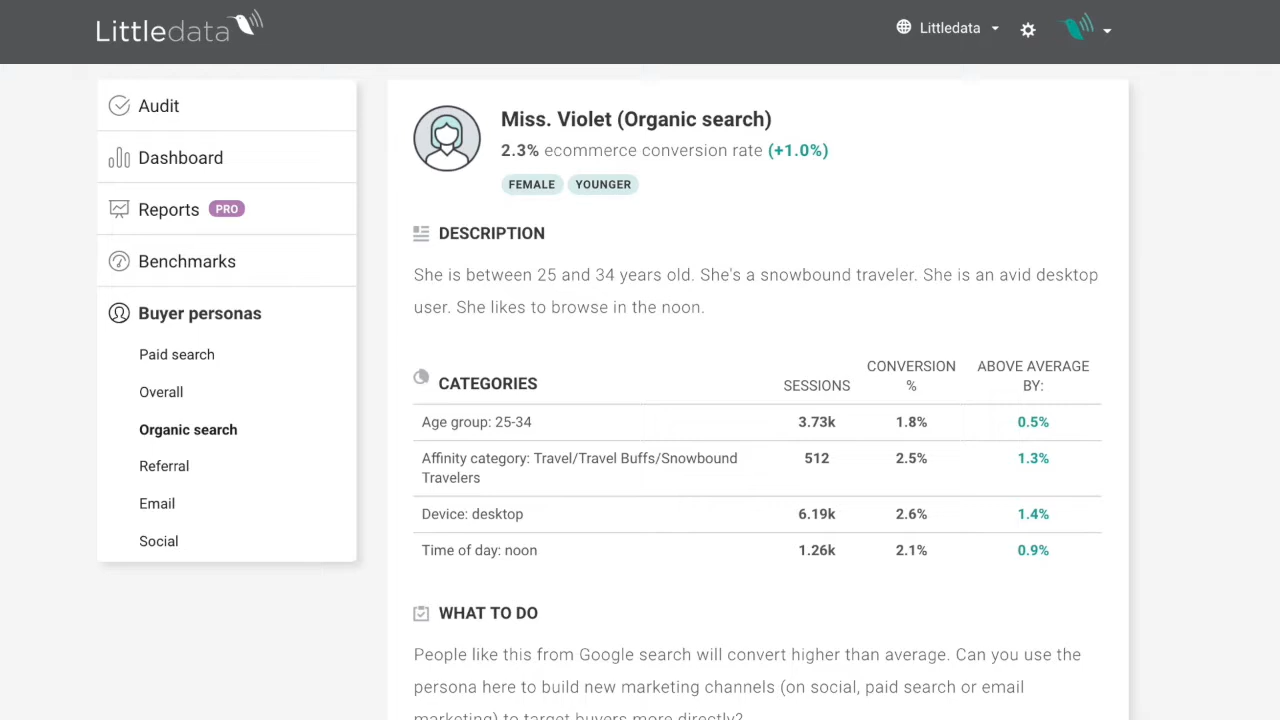 Littledata
Littledata
Audit
Dashboard
Reports PRO
Benchmarks
Buyer personas
Paid search
Overall
Organic search
Referral
Email
Social
Miss. Violet (Organic search)
2.3% ecommerce conversion rate (+1.0%)
FEMALE YOUNGER
DESCRIPTION
She is between 25 and 34 years old. She's a snowbound traveler. She is an avid desktop
user. She likes to browse in the noon.
CATEGORIES SESSIONS CONVERSION % ABOVE AVERAGE BY:
Age group: 25-34 3.73k 1.8% 0.5%
Affinity category: Travel/Travel Buffs/Snowbound 512 2.5% 1.3%
Travelers
Device: desktop 6.19k 2.6% 1.4%
Time of day: noon 1.26k 2.1% 0.9%
WHAT TO DO
People like this from Google search will convert higher than average. Can you use the
persona here to build new marketing channels (on social, paid search or email
marketing) to target buyers more directly?